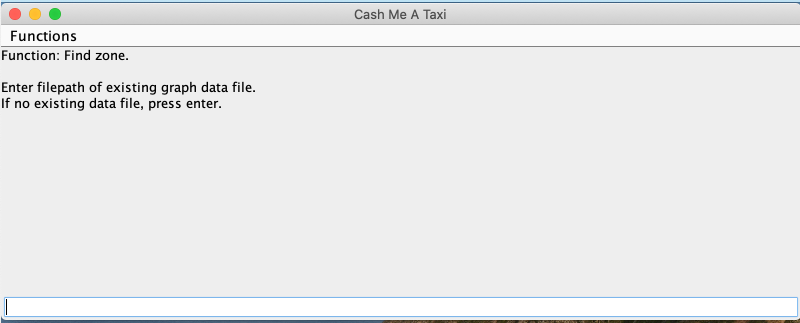 Cash Me A Taxi
Functions
Function: Find zone.
Enter filepath of existing graph data file.
If no existing data file, press enter.